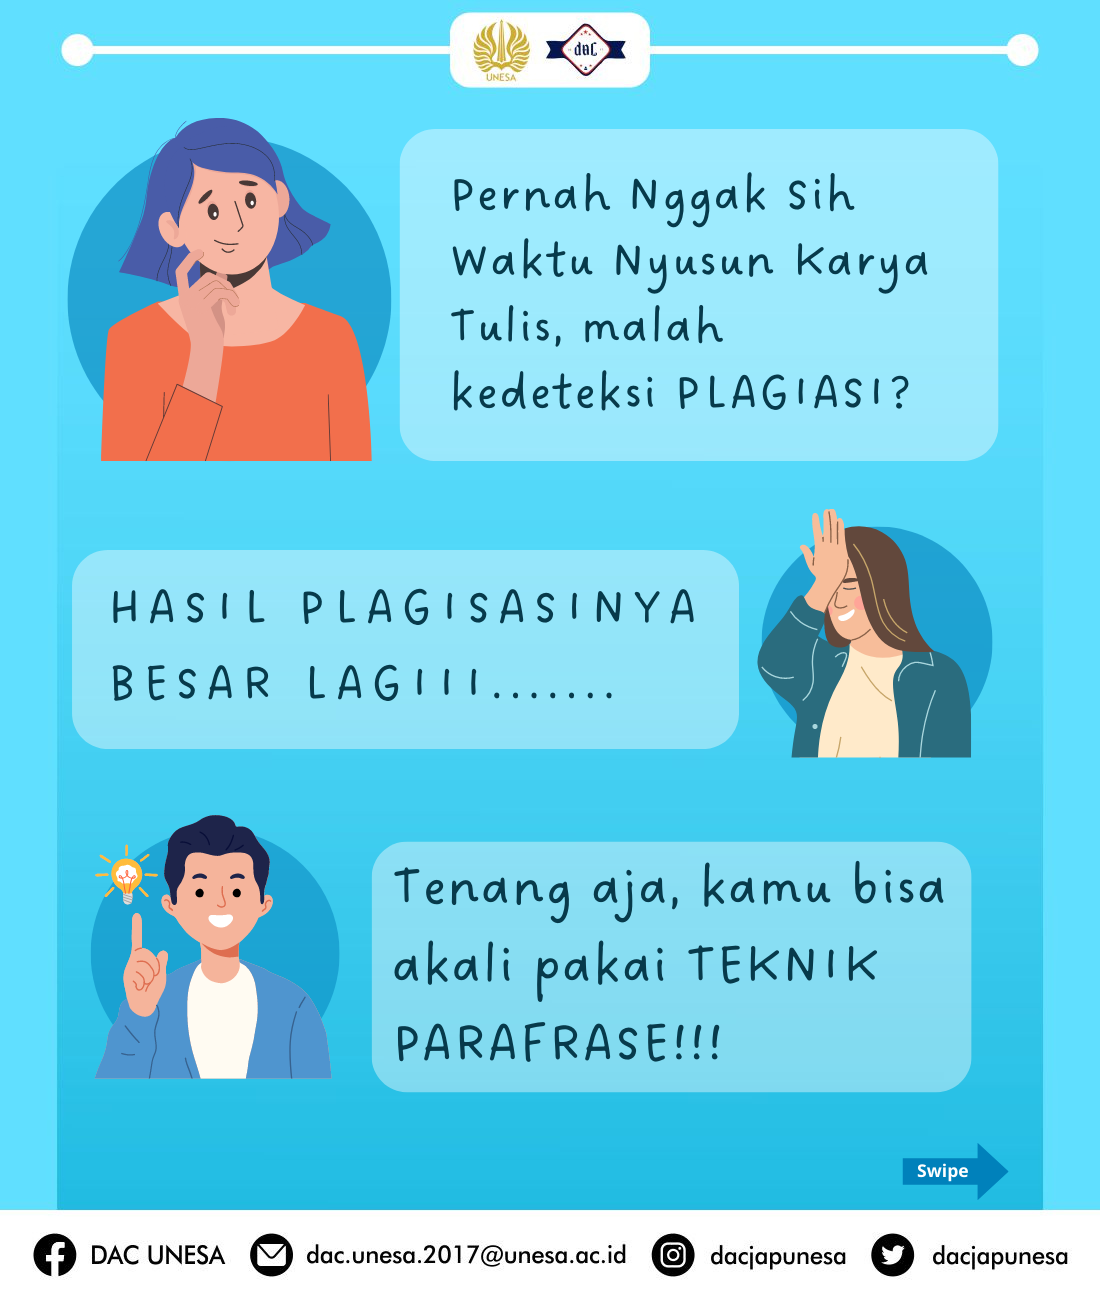 UNESA
dAC
Pernah Nggak Sih
Waktu Nyusun Karya
Tulis, malah
kedeteksi PLAGIASI?
HASIL PLAGISASINYA
BESAR LAGIII.......
Tenang aja, kamu bisa
akali pakai TEKNIK
PARAFRASE!!!
Swipe
DAC UNESA dac.unesa.2017@unesa.ac.id dacjapunesa dacjapunesa